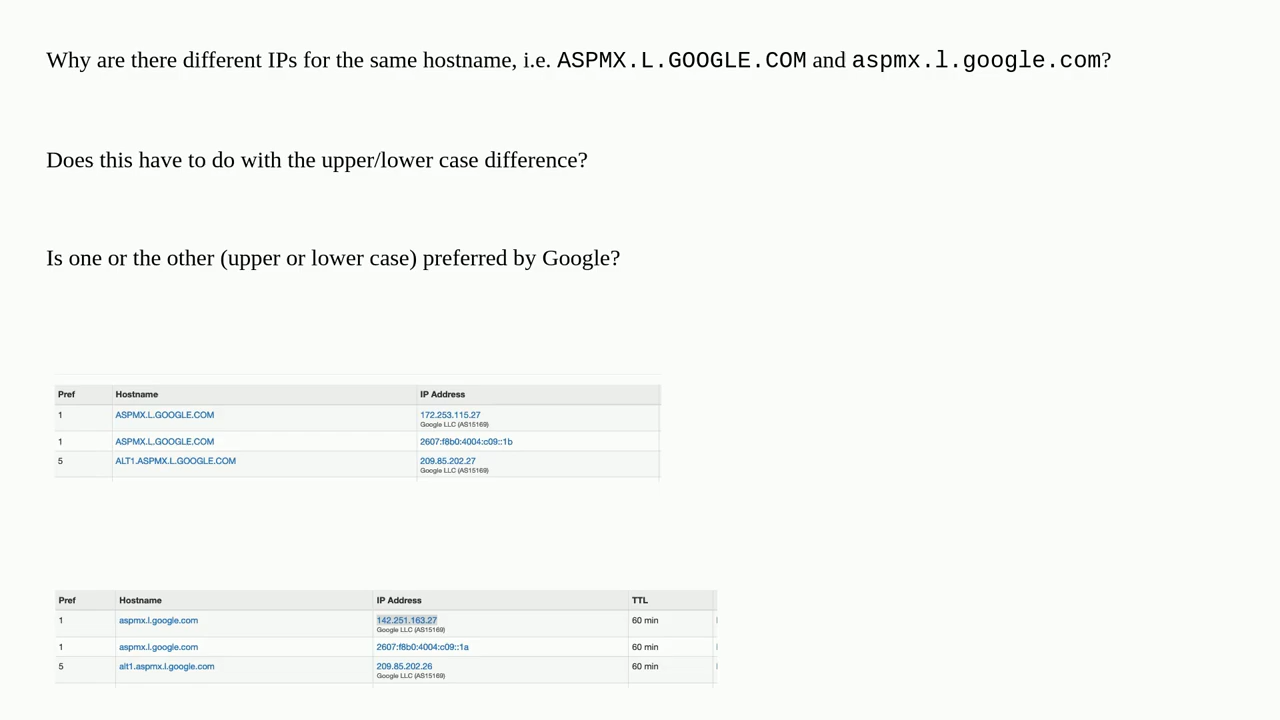 Why are there different IPs for the same hostname, i.e. ASPMX.L.GOOGLE.COM and aspmx.l.google.com?
Does this have to do with the upper/lower case difference?
Is one or the other (upper or lower case) preferred by Google?
Pref Hostname IP Address
1 ASPMX.L.GOOGLE.COM 172.253.115.27
Google LLC (AS15169)
1 ASPMX.L.GOOGLE.COM 2607:f8b0:4004:c09::1b
5 ALT1.ASPMX.L.GOOGLE.COM 209.85.202.27
Google LLC (AS15169)
Pref Hostname IP Address TTL
1 aspmx.l.google.com 142.251.163.27 60 min
Google LLC (AS15169)
1 aspmx.l.google.com 2607:f8b0:4004:c09::1a 60 min
5 alt1.aspmx.l.google.com 209.85.202.26 60 min
Google LLC (AS15169)